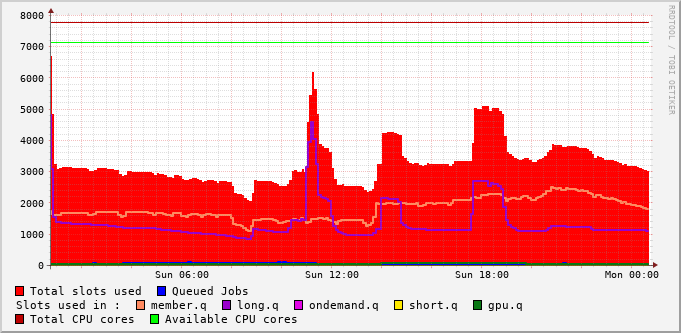 RRDTOOL / TOBI OETIKER
8000
7000
6000
5000
4000
3000
2000
1000
0
Sun 06:00 Sun 12:00 Sun 18:00 Mon 00:00
Total slots used Queued Jobs
Slots used in : member.q long.q ondemand.q short.q gpu.q
Total CPU cores Available CPU cores